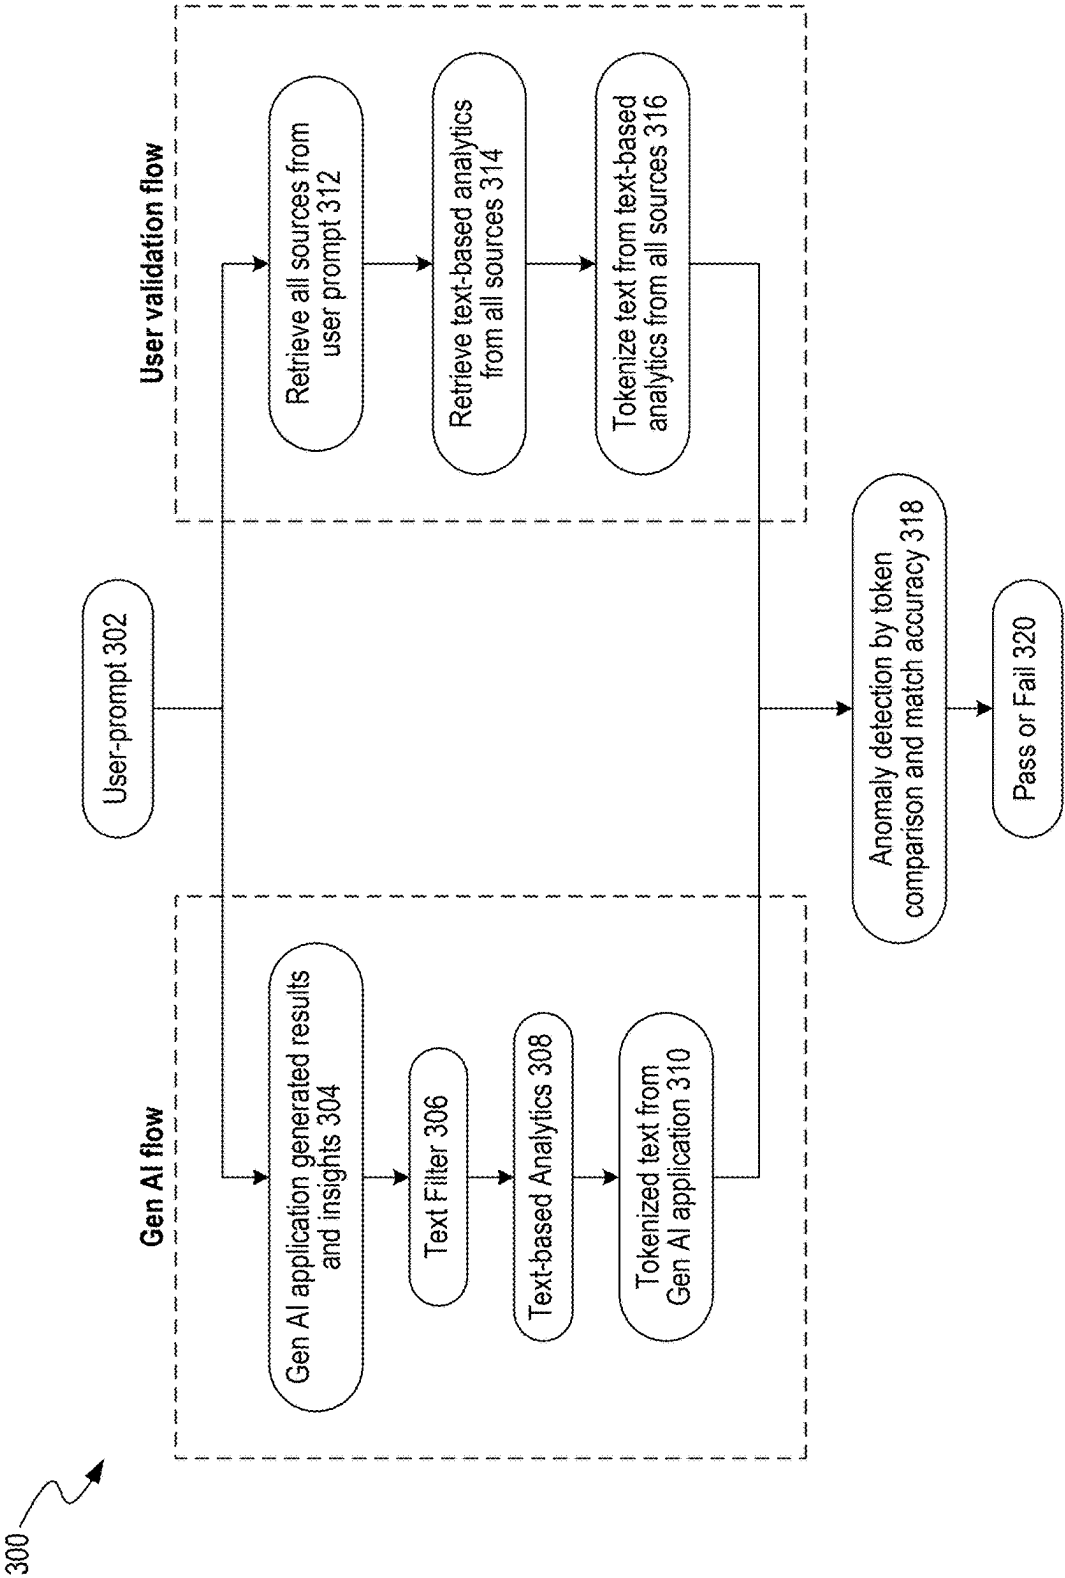 300
User-prompt 302
Gen AI flow
Gen AI application generated results
and insights 304
Text Filter 306
Text-based Analytics 308
Tokenized text from
Gen AI application 310
User validation flow
Retrieve all sources from
user prompt 312
Retrieve text-based analytics
from all sources 314
Tokenize text from text-based
analytics from all sources 316
Anomaly detection by token
comparison and match accuracy 318
Pass or Fail 320